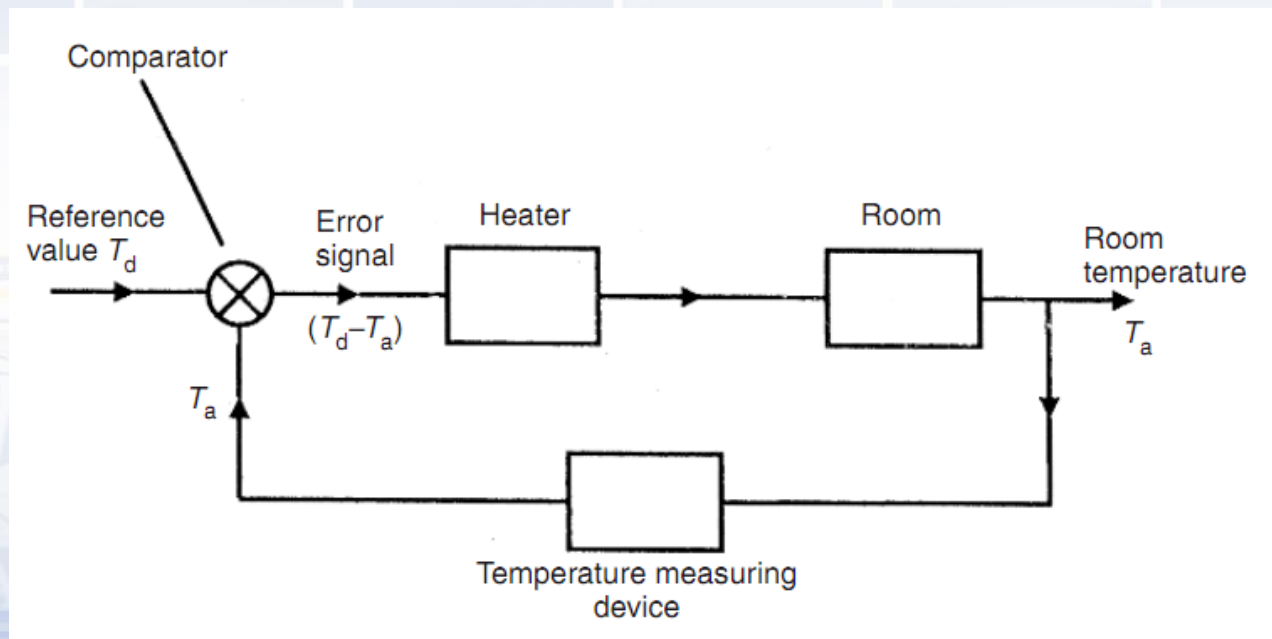 Comparator
Reference
value Td
Error
signal
(Td–Ta)
Heater
Room
Room
temperature
Ta
Ta
Temperature measuring
device